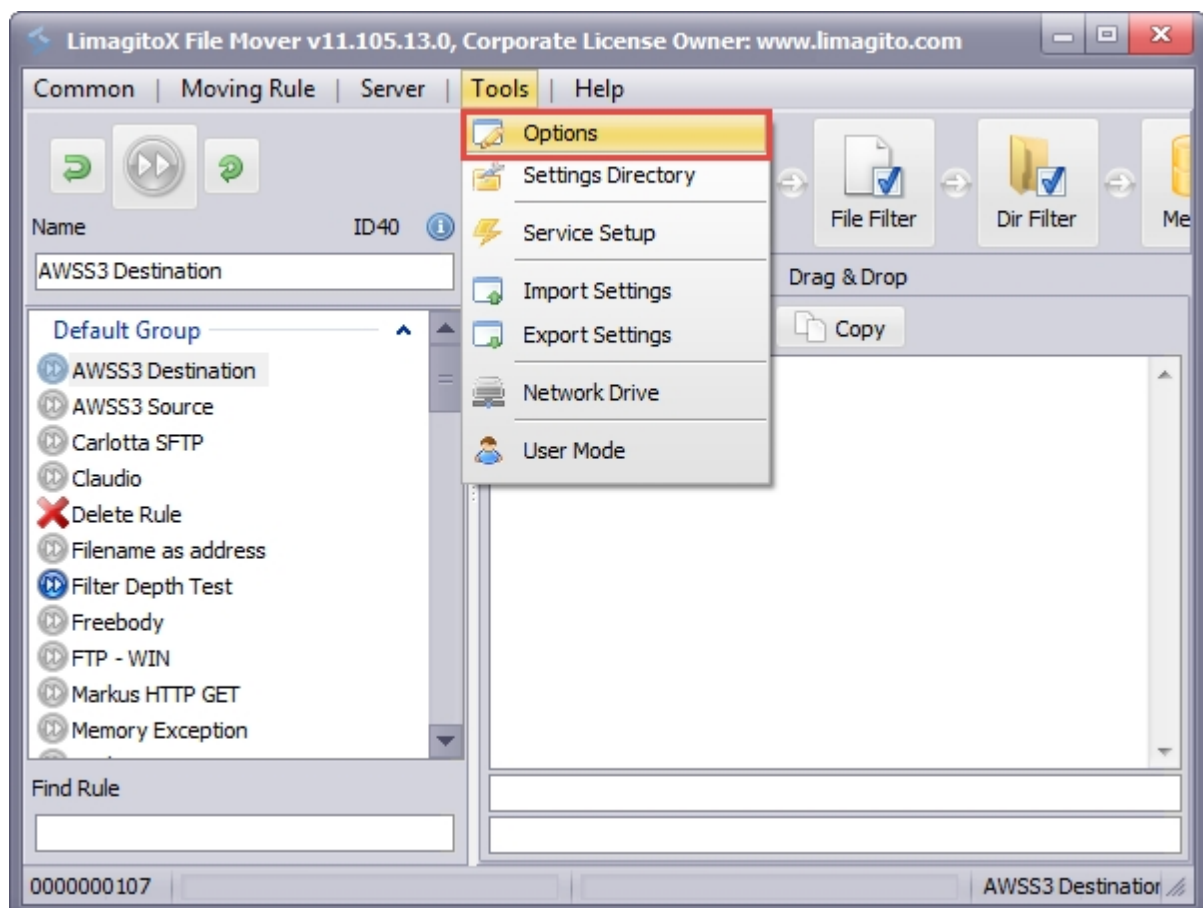 LimagitoX File Mover v11.105.13.0, Corporate License Owner: www.limagito.com
Common | Moving Rule | Server | Tools | Help
Options
Settings Directory
Service Setup
Import Settings
Export Settings
Network Drive
User Mode
File Filter
Dir Filter
Me
Name ID40
AWSS3 Destination
Drag & Drop
Copy
Default Group
AWSS3 Destination
AWSS3 Source
Carlotta SFTP
Claudio
Delete Rule
Filename as address
Filter Depth Test
Freebody
FTP - WIN
Markus HTTP GET
Memory Exception
Find Rule
0000000107
AWSS3 Destination